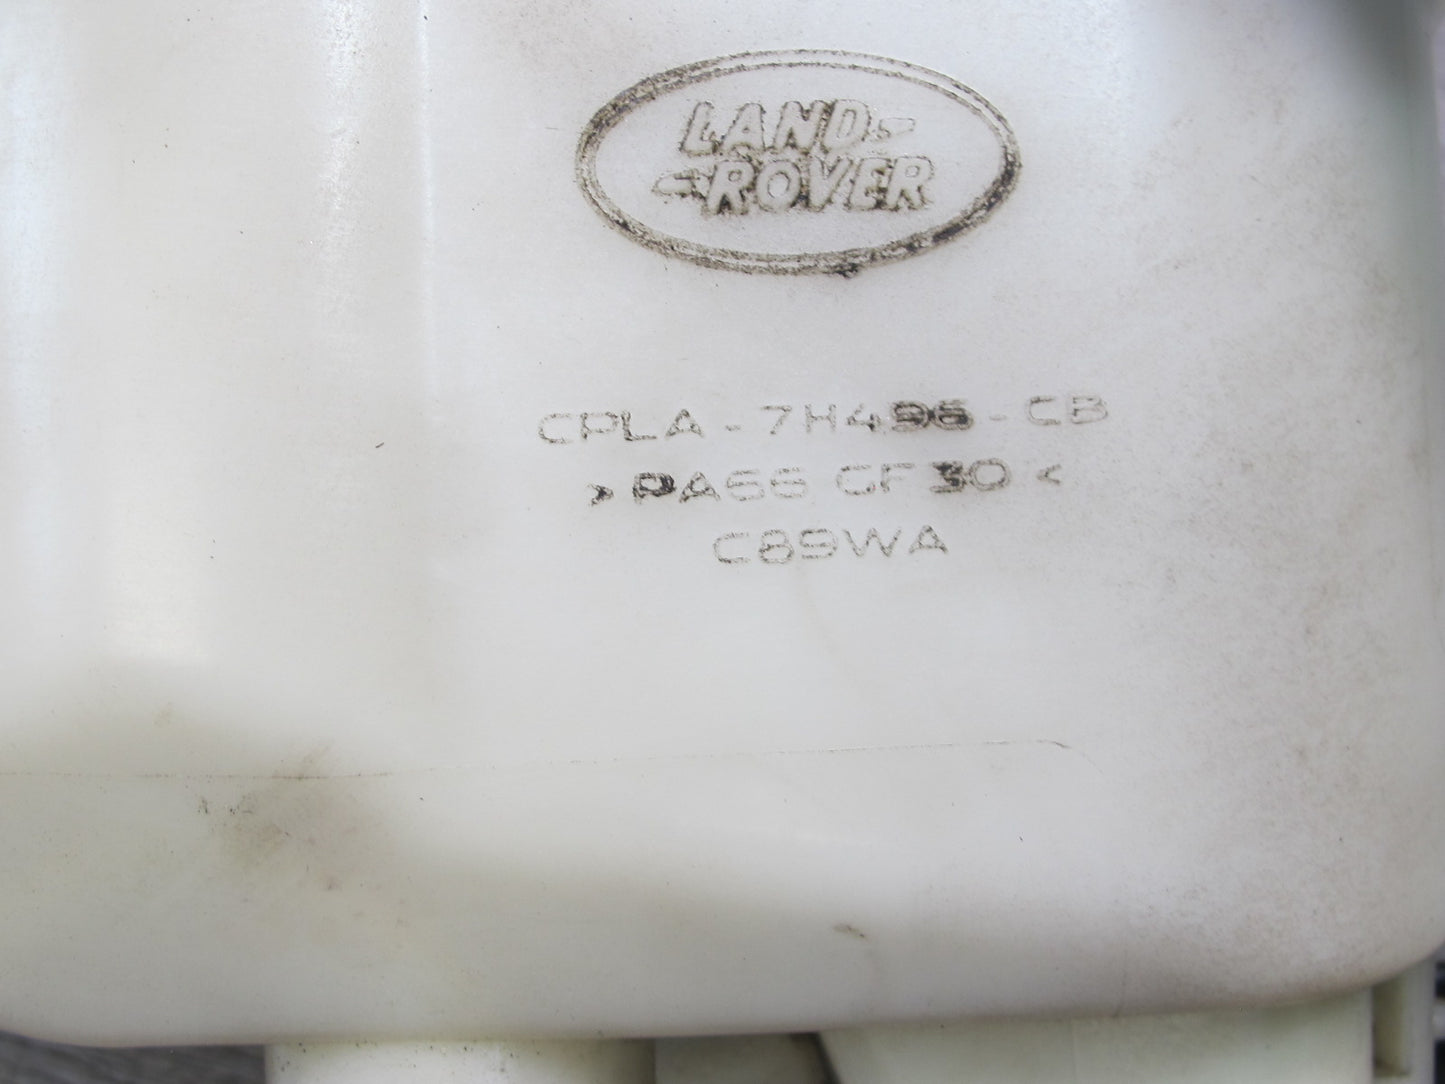 LAND-
-ROVER
CPLA-7H496-CB
>PA66 GF30<
C89WA